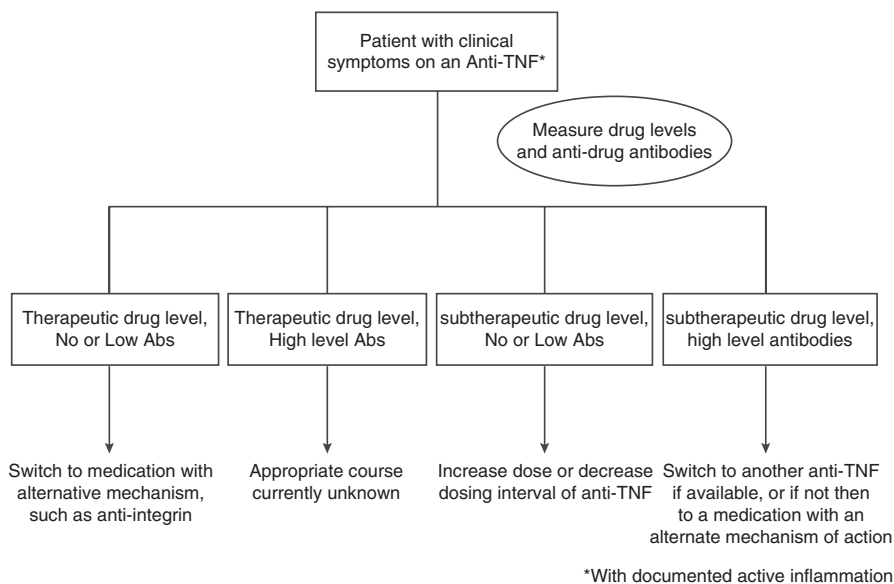 Patient with clinical
symptoms on an Anti-TNF*
Measure drug levels
and anti-drug antibodies
Therapeutic drug level,
No or Low Abs
Therapeutic drug level,
High level Abs
subtherapeutic drug level,
No or Low Abs
subtherapeutic drug level,
high level antibodies
Switch to medication with
alternative mechanism,
such as anti-integrin
Appropriate course
currently unknown
Increase dose or decrease
dosing interval of anti-TNF
Switch to another anti-TNF
if available, or if not then
to a medication with an
alternate mechanism of action
*With documented active inflammation